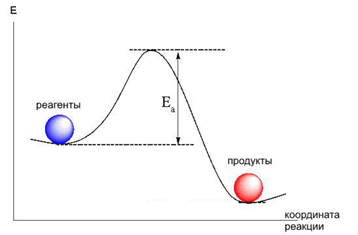 E
реагенты
Ea
продукты
координата
реакции